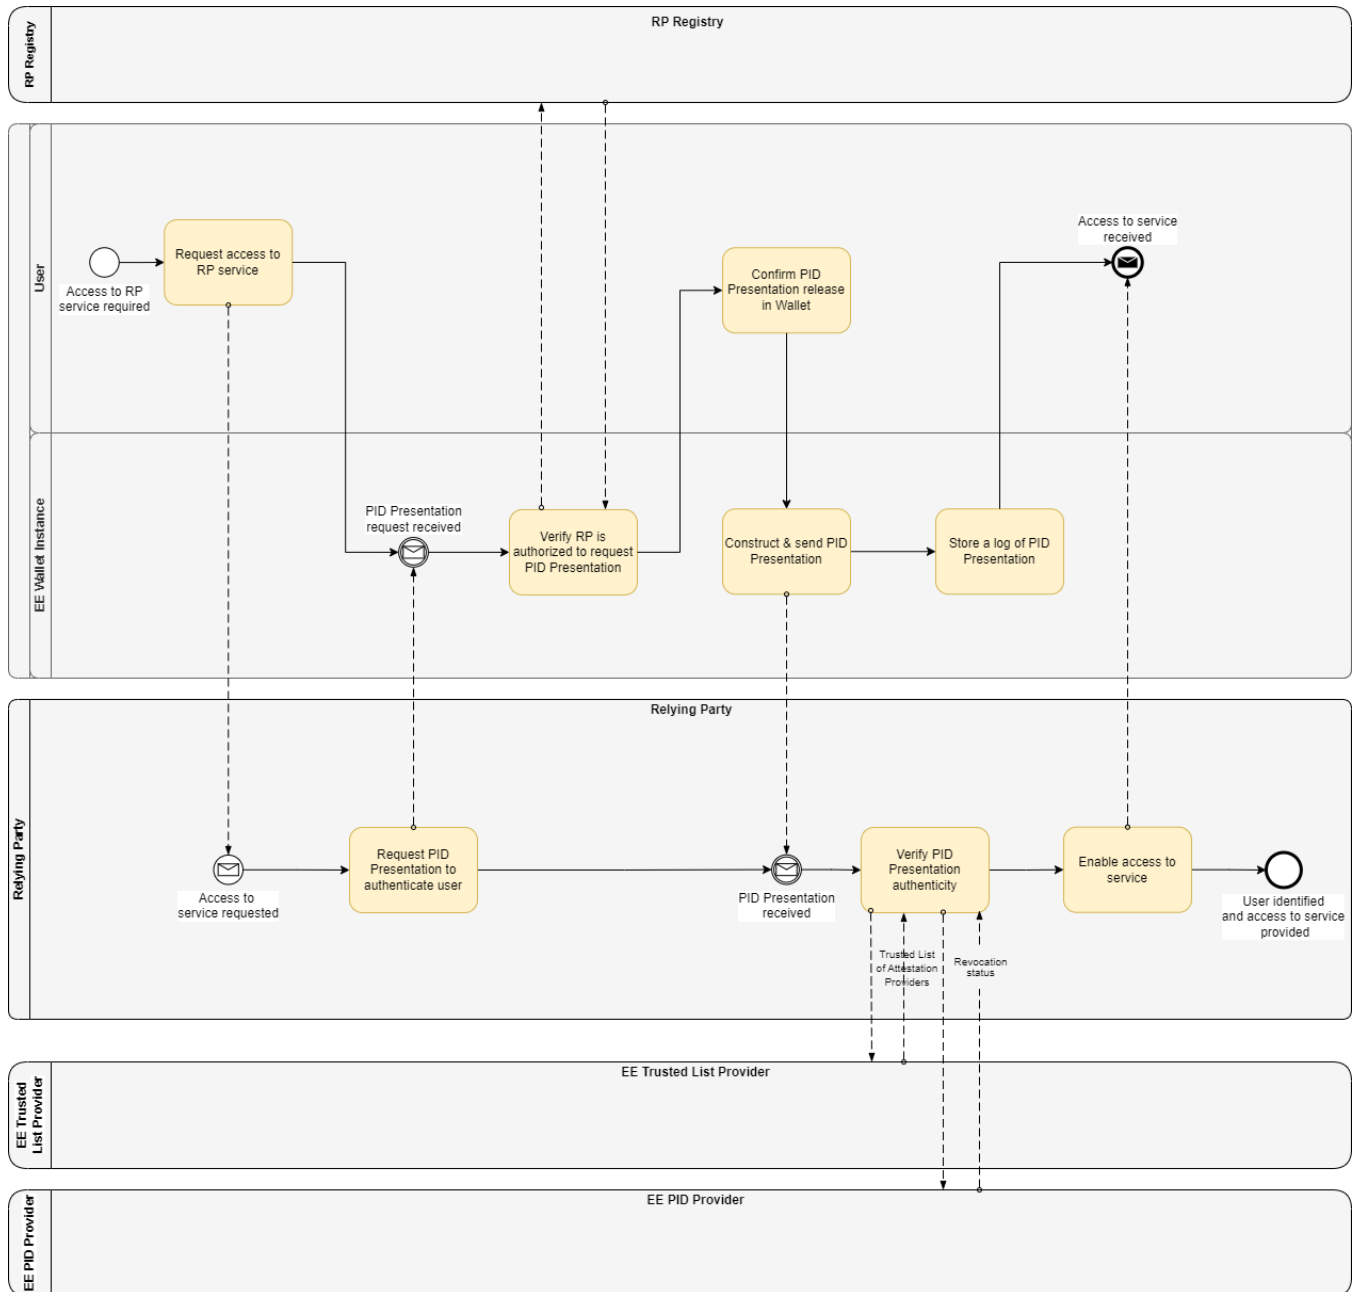 RP Registry
RP Registry
User
Access to RP
service required
Request access to
RP service
Confirm PID
Presentation release
in Wallet
Access to service
received
EE Wallet Instance
PID Presentation
request received
Verify RP is
authorized to request
PID Presentation
Construct & send PID
Presentation
Store a log of PID
Presentation
Relying Party
Relying Party
Access to
service requested
Request PID
Presentation to
authenticate user
PID Presentation
received
Verify PID
Presentation
authenticity
Enable access to
service
User identified
and access to service
provided
Trusted List
of Attestation
Providers
Revocation
status
EE Trusted
List Provider
EE Trusted List Provider
EE PID Provider
EE PID Provider